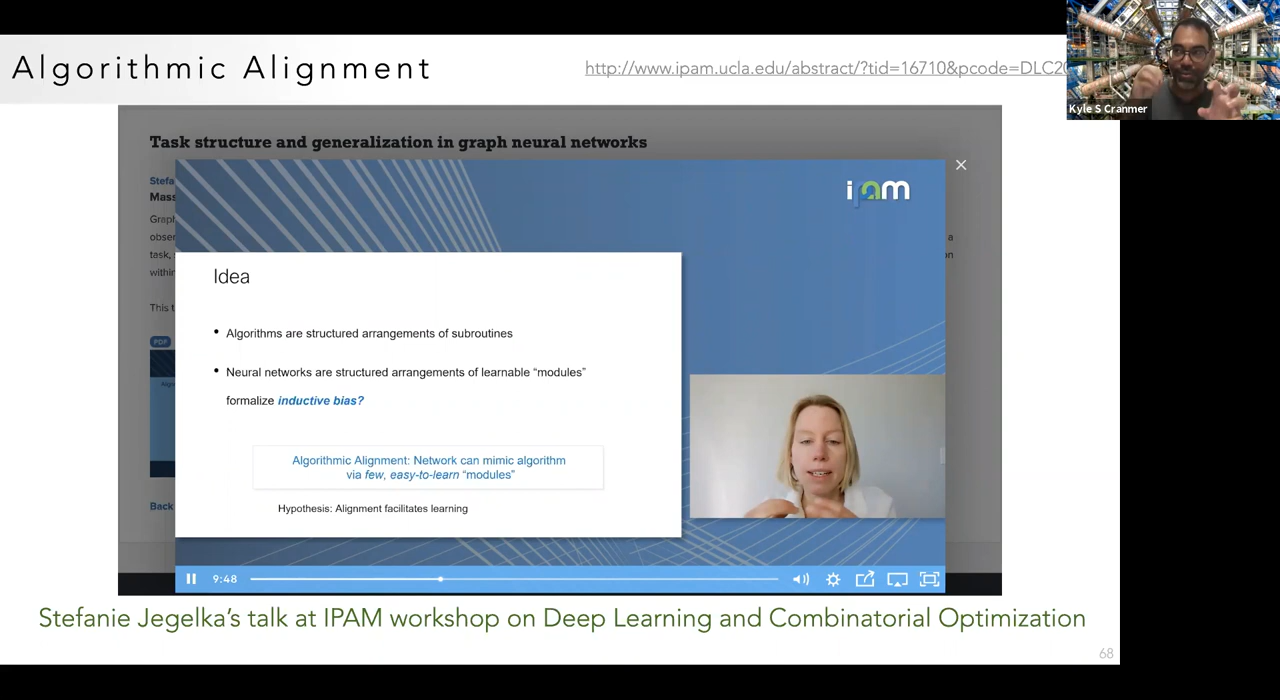 Algorithmic Alignment
http://www.ipam.ucla.edu/abstract/?tid=16710&pcode=DLC20
Kyle S Cranmer
Task structure and generalization in graph neural networks
ipam
Idea
• Algorithms are structured arrangements of subroutines
• Neural networks are structured arrangements of learnable “modules”
formalize inductive bias?
Algorithmic Alignment: Network can mimic algorithm
via few, easy-to-learn “modules”
Hypothesis: Alignment facilitates learning
PDF
Back
9:48
Stefanie Jegelka’s talk at IPAM workshop on Deep Learning and Combinatorial Optimization
68